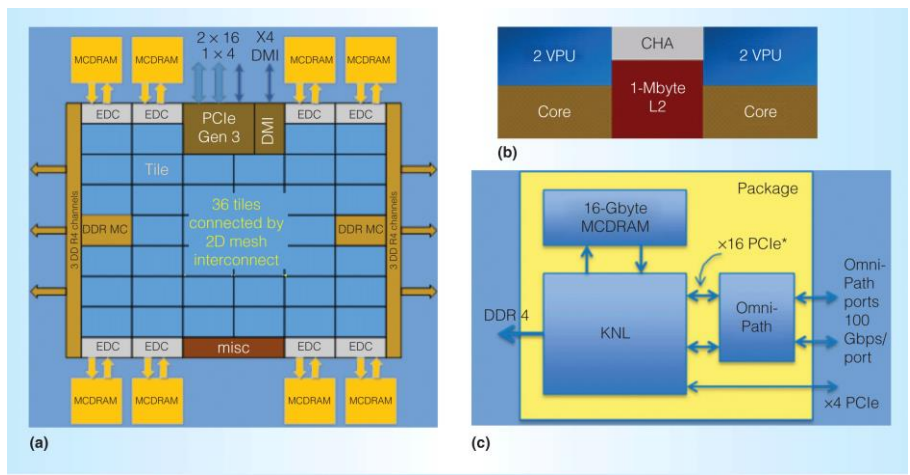 (a)
2 × 16
1 × 4
X4
DMI
MCDRAM
MCDRAM
MCDRAM
MCDRAM
EDC
EDC
PCIe
Gen 3
DMI
EDC
EDC
Tile
3 DD R4 channels
DDR MC
36 tiles
connected by
2D mesh
interconnect
DDR MC
3 DDR4 channels
EDC
EDC
misc
EDC
EDC
MCDRAM
MCDRAM
MCDRAM
MCDRAM
2 VPU
CHA
2 VPU
Core
1-Mbyte
L2
Core
(b)
Package
16-Gbyte
MCDRAM
×16 PCIe*
DDR 4
KNL
Omni-
Path
Omni-
Path
ports
100
Gbps/
port
×4 PCIe
(c)